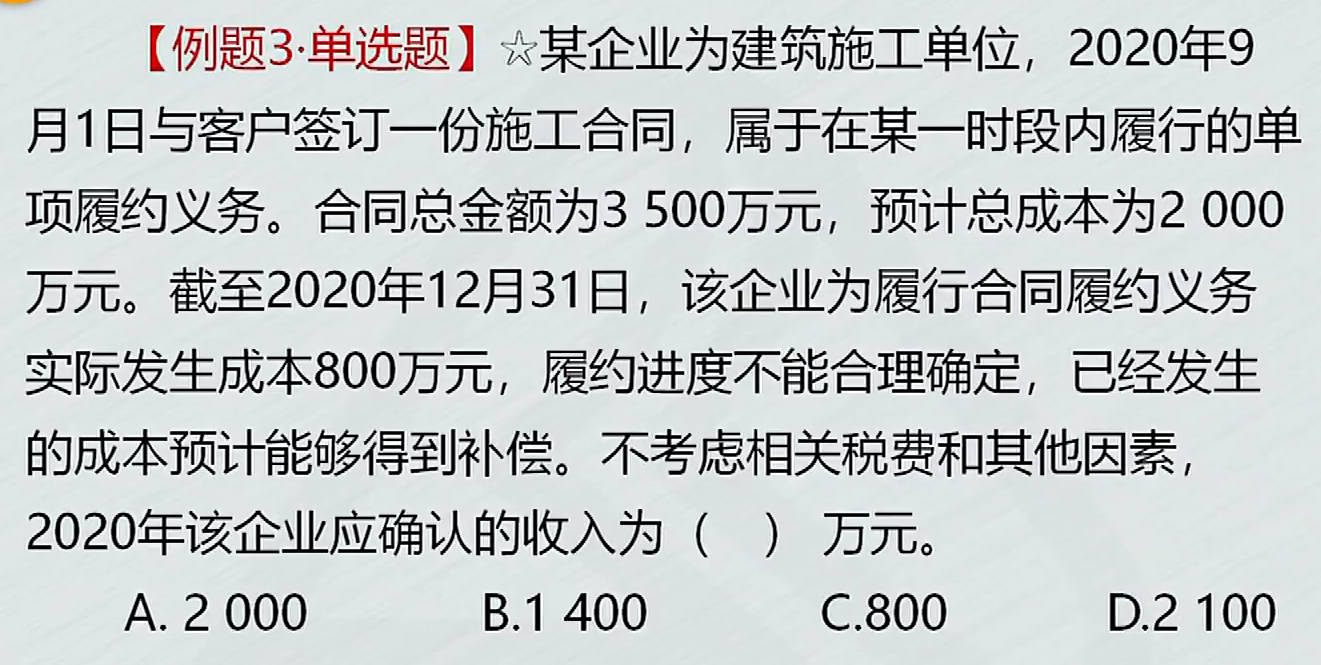 【例题3·单选题】☆某企业为建筑施工单位，2020年9
月1日与客户签订一份施工合同，属于在某一时段内履行的单
项履约义务。合同总金额为3 500万元，预计总成本为2 000
万元。截至2020年12月31日，该企业为履行合同履约义务
实际发生成本800万元，履约进度不能合理确定，已经发生
的成本预计能够得到补偿。不考虑相关税费和其他因素，
2020年该企业应确认的收入为（　） 万元。
A. 2 000 B.1 400 C.800 D.2 100